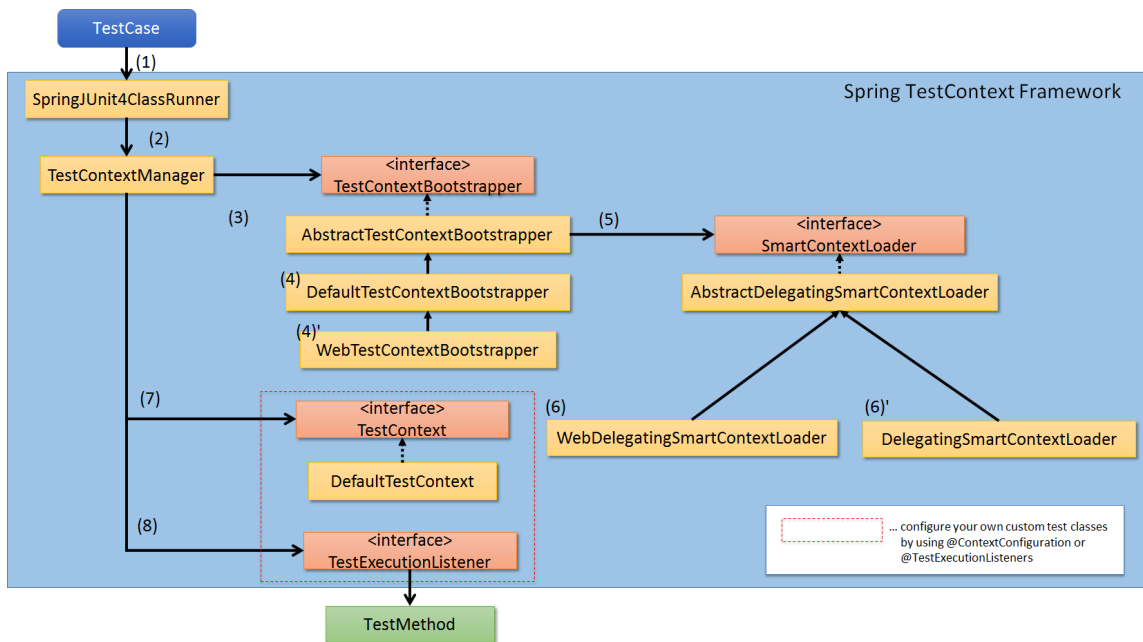 TestCase
(1)
Spring TestContext Framework
SpringJUnit4ClassRunner
(2)
TestContextManager
<interface>
TestContextBootstrapper
(3)
AbstractTestContextBootstrapper
(5)
<interface>
SmartContextLoader
(4)
DefaultTestContextBootstrapper
AbstractDelegatingSmartContextLoader
(4)'
WebTestContextBootstrapper
(7)
<interface>
TestContext
(6)
WebDelegatingSmartContextLoader
(6)'
DelegatingSmartContextLoader
DefaultTestContext
(8)
<interface>
TestExecutionListener
... configure your own custom test classes
by using @ContextConfiguration or
@TestExecutionListeners
TestMethod